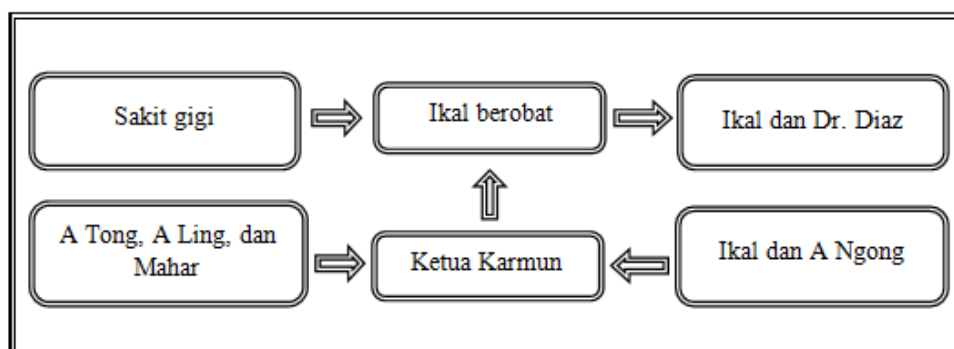 Sakit gigi
Ikal berobat
Ikal dan Dr. Diaz
A Tong, A Ling, dan
Mahar
Ketua Karmun
Ikal dan A Ngong